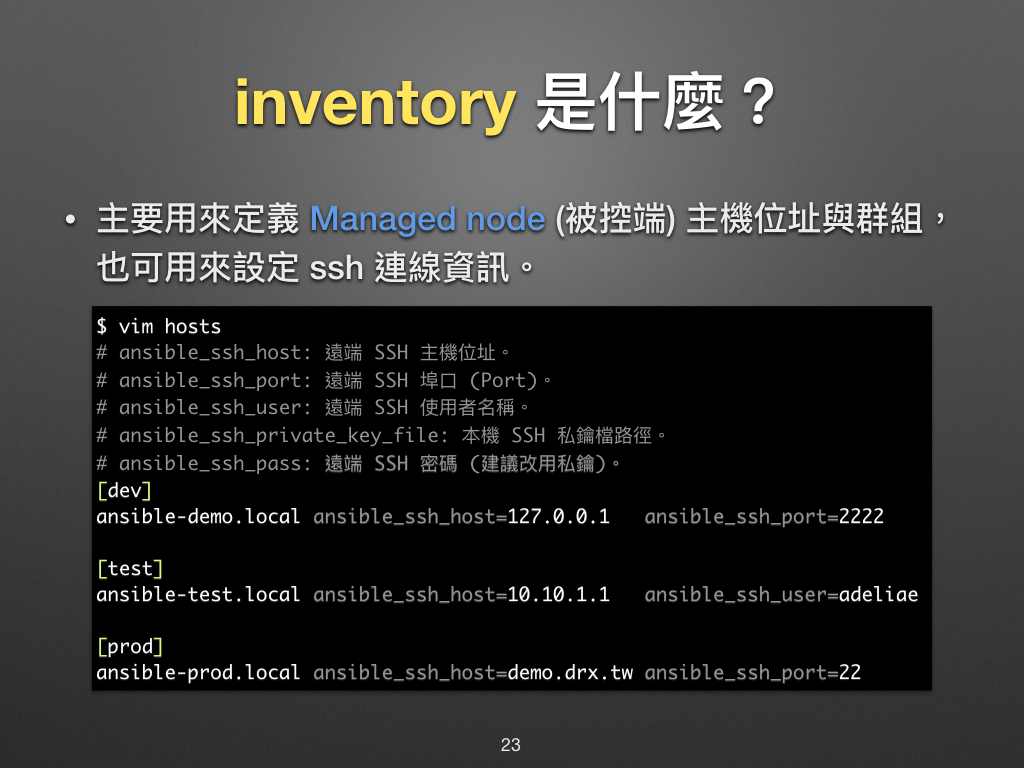 inventory 是什麼？
• 主要用來定義 Managed node (被控端) 主機位址與群組，
也可用來設定 ssh 連線資訊。
$ vim hosts
# ansible_ssh_host: 遠端 SSH 主機位址。
# ansible_ssh_port: 遠端 SSH 埠口 (Port)。
# ansible_ssh_user: 遠端 SSH 使用者名稱。
# ansible_ssh_private_key_file: 本機 SSH 私鑰檔路徑。
# ansible_ssh_pass: 遠端 SSH 密碼 (建議改用私鑰)。
[dev]
ansible-demo.local ansible_ssh_host=127.0.0.1   ansible_ssh_port=2222
[test]
ansible-test.local ansible_ssh_host=10.10.1.1   ansible_ssh_user=adeliae
[prod]
ansible-prod.local ansible_ssh_host=demo.drx.tw ansible_ssh_port=22
23